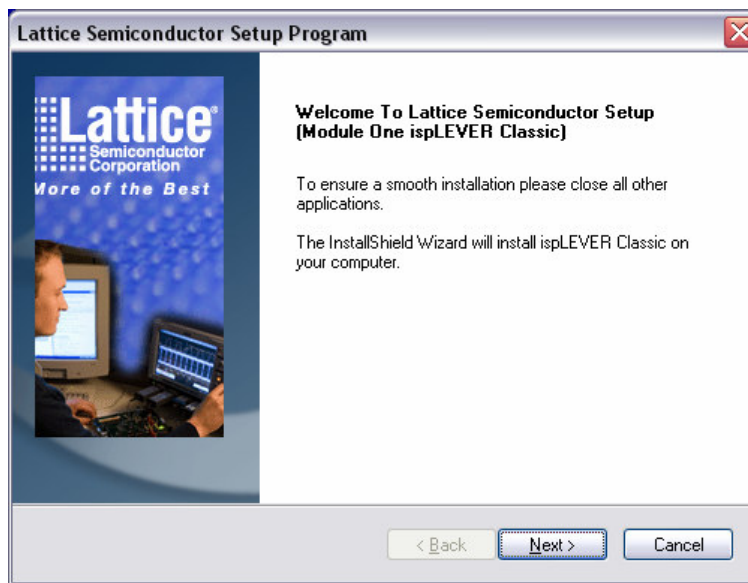 Lattice Semiconductor Setup Program
Lattice®
Semiconductor
Corporation
More of the Best
Welcome To Lattice Semiconductor Setup
(Module One ispLEVER Classic)
To ensure a smooth installation please close all other
applications.
The InstallShield Wizard will install ispLEVER Classic on
your computer.
< Back
Next >
Cancel